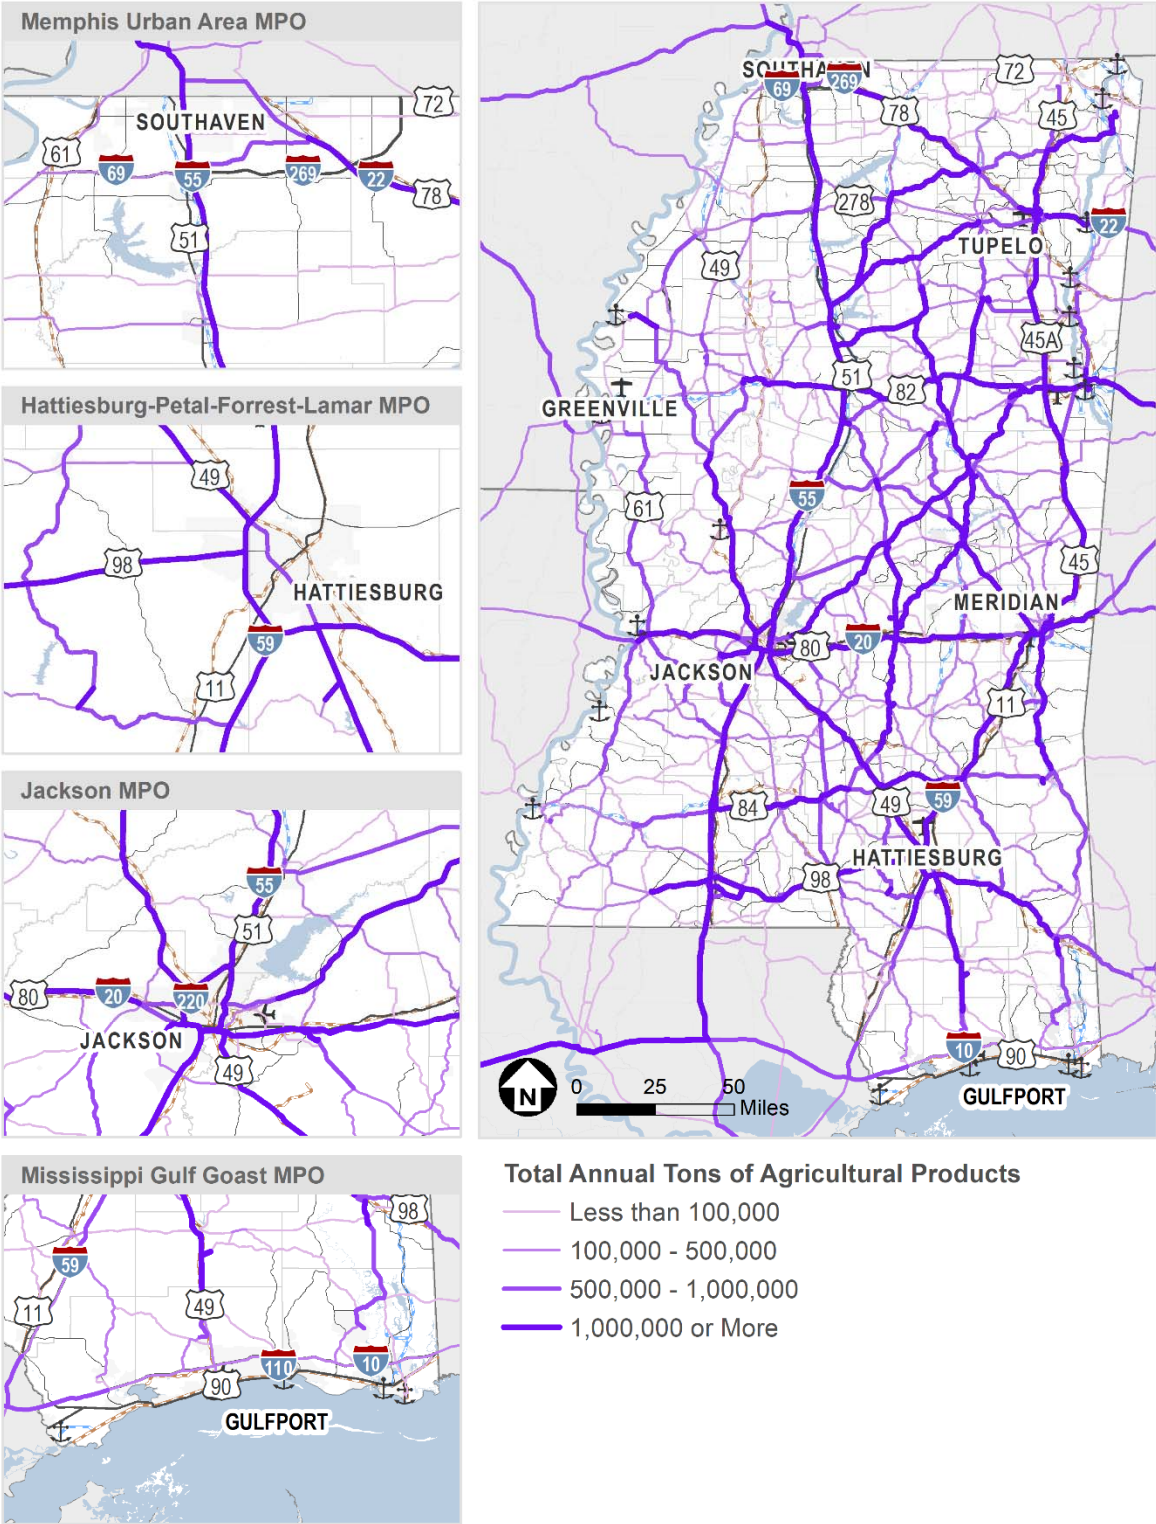 Memphis Urban Area MPO
72
SOUTHAVEN
61
69
55
269
22
78
51
Hattiesburg-Petal-Forrest-Lamar MPO
49
98
HATTIESBURG
59
11
Jackson MPO
55
51
80
20
220
JACKSON
49
Mississippi Gulf Goast MPO
98
59
11
49
110
10
90
GULFPORT
SOUTHAVEN
72
69
269
78
45
278
22
TUPELO
49
45A
51
82
GREENVILLE
55
61
45
MERIDIAN
80
20
JACKSON
11
59
84
49
HATTIESBURG
98
10
90
N
0 25 50
Miles
GULFPORT
Total Annual Tons of Agricultural Products
Less than 100,000
100,000 - 500,000
500,000 - 1,000,000
1,000,000 or More